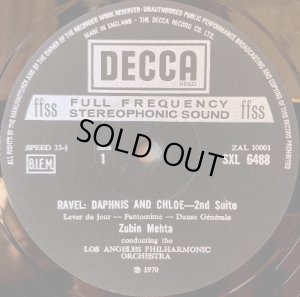 ALL RIGHTS OF THE MANUFACTURER AND OF THE OWNER OF THE RECORDED WORK RESERVED·UNAUTHORISED PUBLIC PERFORMANCE BROADCASTING AND COPYING OF THIS RECORD PROHIBITED
MADE IN ENGLAND · THE DECCA RECORD CO. LTD.
DECCA
REGD.
ffss FULL FREQUENCY ffss
STEREOPHONIC SOUND
SPEED 33⅓
ZAL 10001
B.I.E.M.
1
SXL 6488
SOLD OUT
RAVEL: DAPHNIS AND CHLOE—2nd Suite
Lever du jour — Pantomime — Danse Générale
Zubin Mehta
conducting the
LOS ANGELES PHILHARMONIC
ORCHESTRA
℗ 1970